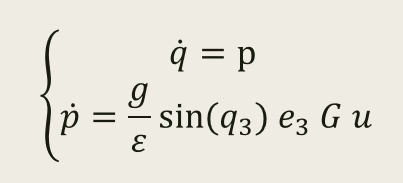 q̇ = p
ṗ = g/ε sin(q₃) e₃ G u